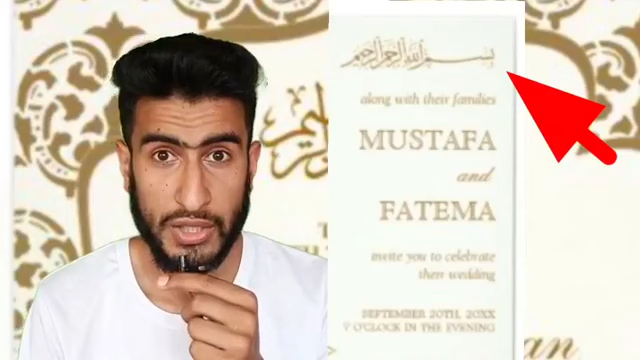 بسم الله الرحمن الرحيم
along with their families
MUSTAFA
and
FATEMA
invite you to celebrate
their wedding
SEPTEMBER 20TH, 20XX
O'CLOCK IN THE EVENING